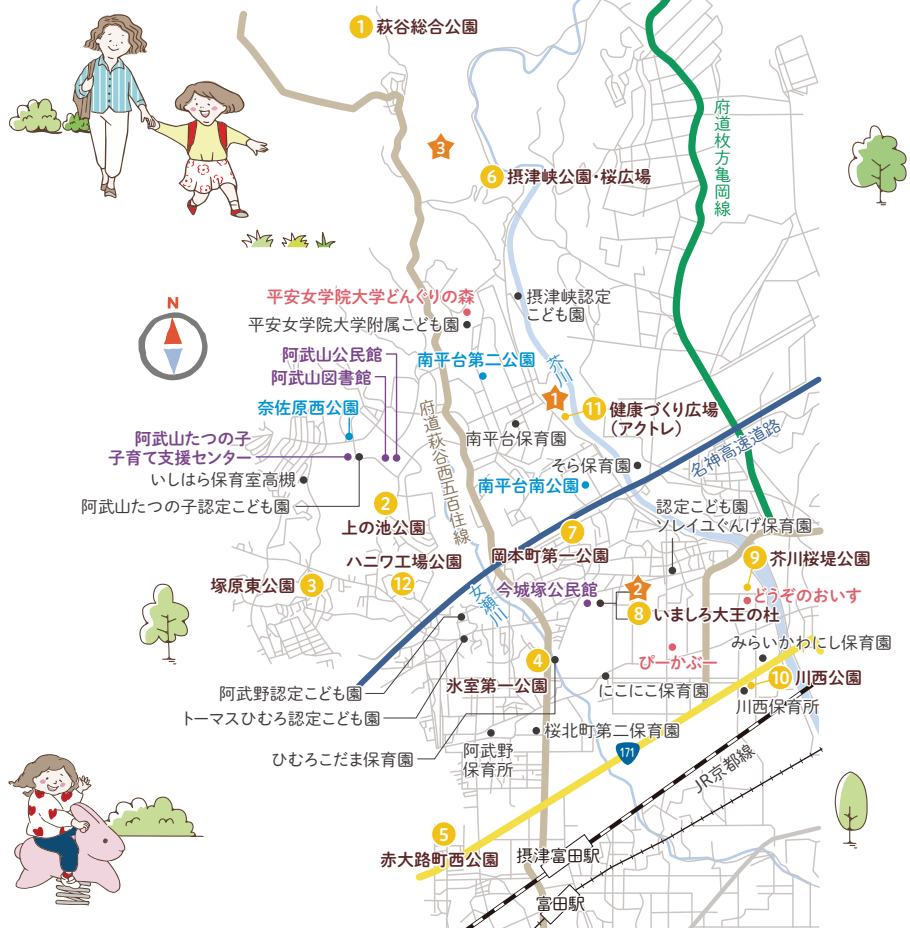 1 萩谷総合公園
3
6 摂津峡公園・桜広場
府道枚方亀岡線
N
平安女学院大学どんぐりの森
平安女学院大学附属こども園
摂津峡認定
こども園
阿武山公民館
阿武山図書館
南平台第二公園
芥川
奈佐原西公園
1
11 健康づくり広場
(アクトレ)
府道萩谷西五百住線
南平台保育園
名神高速道路
阿武山たつの子
子育て支援センター
そら保育園
いしはら保育室高槻
南平台南公園
阿武山たつの子認定こども園
2
上の池公園
認定こども園
ソレイユぐんげ保育園
7
岡本町第一公園
ハニワ工場公園
12
9 芥川桜堤公園
塚原東公園 3
女瀬川
今城塚公民館
2
どうぞのおいす
8 いましろ大王の杜
みらいかわにし保育園
ぴーかぶー
4
氷室第一公園
10 川西公園
阿武野認定こども園
にこにこ保育園
川西保育所
トーマスひむろ認定こども園
桜北町第二保育園
ひむろこだま保育園
阿武野
保育所
171
JR京都線
5
赤大路町西公園
摂津富田駅
富田駅